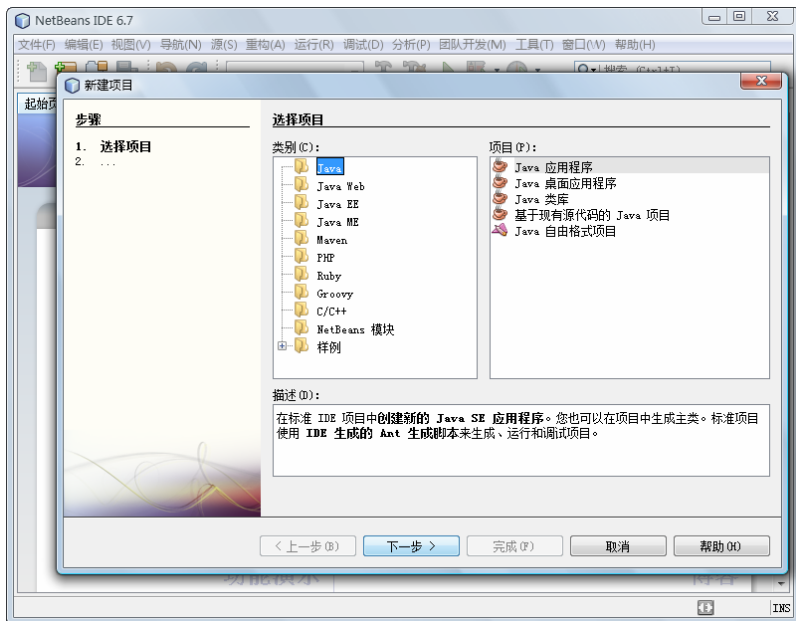 NetBeans IDE 6.7
文件(F) 编辑(E) 视图(V) 导航(N) 源(S) 重构(A) 运行(R) 调试(D) 分析(P) 团队开发(M) 工具(T) 窗口(W) 帮助(H)
搜索 (Ctrl+I)
新建项目
起始页
步骤
1. 选择项目
2. ...
选择项目
类别(C):
Java
Java Web
Java EE
Java ME
Maven
PHP
Ruby
Groovy
C/C++
NetBeans 模块
样例
项目(P):
Java 应用程序
Java 桌面应用程序
Java 类库
基于现有源代码的 Java 项目
Java 自由格式项目
描述(D):
在标准 IDE 项目中创建新的 Java SE 应用程序。您也可以在项目中生成主类。标准项目
使用 IDE 生成的 Ant 生成脚本来生成、运行和调试项目。
< 上一步(B)
下一步 >
完成(F)
取消
帮助(H)
功能演示
博客
INS